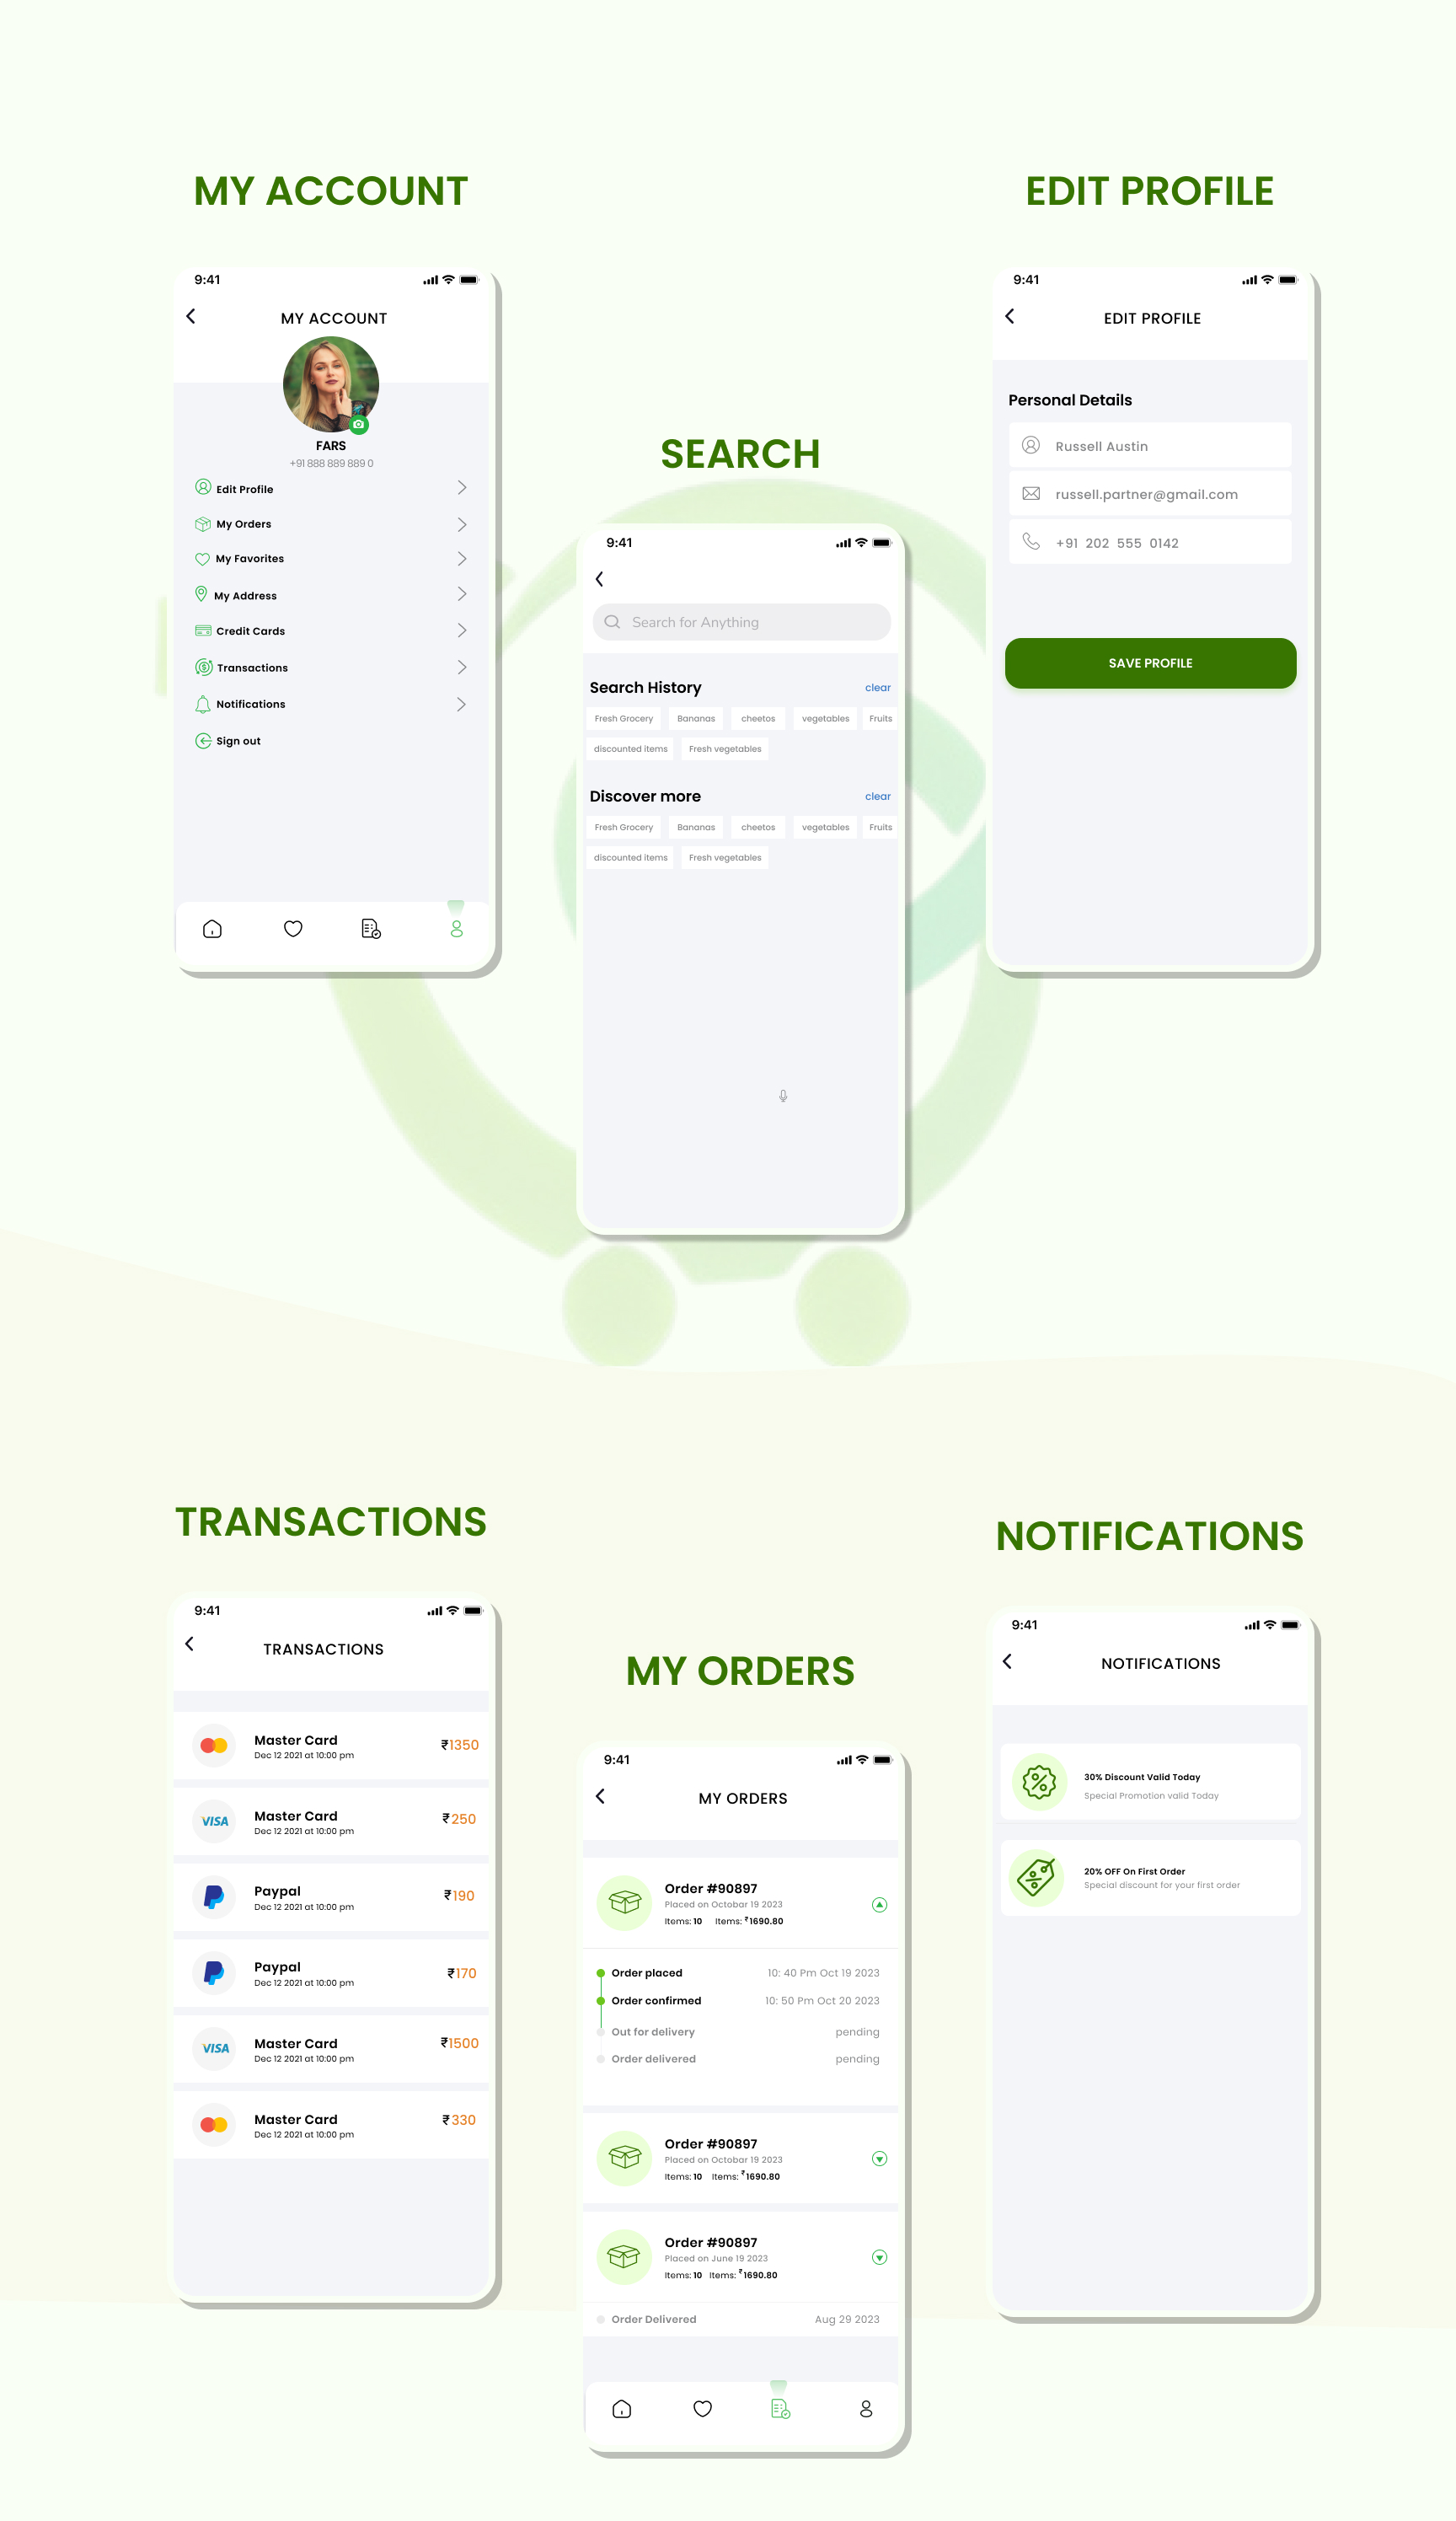 MY ACCOUNT
9:41
MY ACCOUNT
FARS
+91 888 889 889 0
Edit Profile
My Orders
My Favorites
My Address
Credit Cards
Transactions
Notifications
Sign out
SEARCH
9:41
Search for Anything
Search History clear
Fresh Grocery Bananas cheetos vegetables Fruits
discounted items Fresh vegetables
Discover more clear
Fresh Grocery Bananas cheetos vegetables Fruits
discounted items Fresh vegetables
EDIT PROFILE
9:41
EDIT PROFILE
Personal Details
Russell Austin
russell.partner@gmail.com
+91 202 555 0142
SAVE PROFILE
TRANSACTIONS
9:41
TRANSACTIONS
Master Card ₹1350
Dec 12 2021 at 10:00 pm
VISA Master Card ₹250
Dec 12 2021 at 10:00 pm
Paypal ₹190
Dec 12 2021 at 10:00 pm
Paypal ₹170
Dec 12 2021 at 10:00 pm
VISA Master Card ₹1500
Dec 12 2021 at 10:00 pm
Master Card ₹330
Dec 12 2021 at 10:00 pm
MY ORDERS
9:41
MY ORDERS
Order #90897
Placed on Octobar 19 2023
Items: 10 Items: ₹1690.80
Order placed 10: 40 Pm Oct 19 2023
Order confirmed 10: 50 Pm Oct 20 2023
Out for delivery pending
Order delivered pending
Order #90897
Placed on Octobar 19 2023
Items: 10 Items: ₹1690.80
Order #90897
Placed on June 19 2023
Items: 10 Items: ₹1690.80
Order Delivered Aug 29 2023
NOTIFICATIONS
9:41
NOTIFICATIONS
30% Discount Valid Today
Special Promotion valid Today
20% OFF On First Order
Special discount for your first order